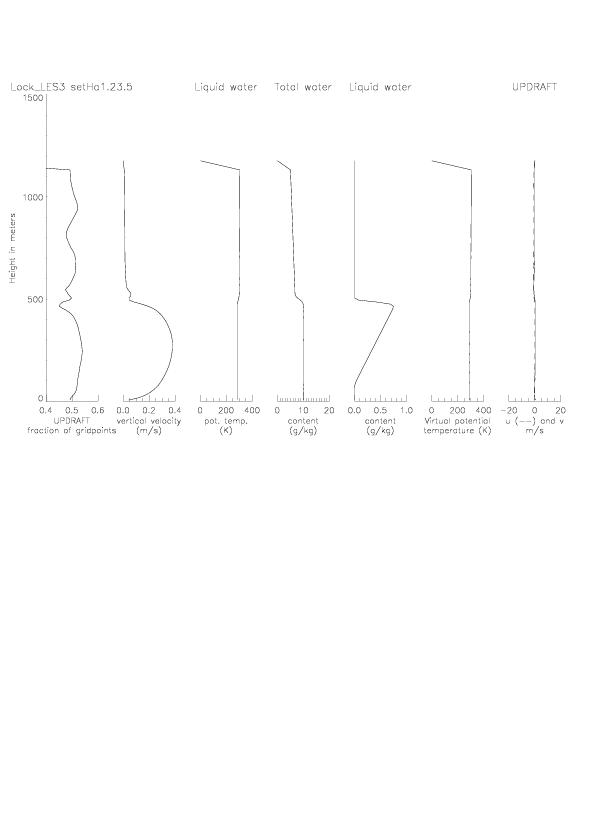 Lock_LES3 setHa1.23.5 Liquid water Total water Liquid water UPDRAFT
1500
1000
500
0
Height in meters
0.4 0.5 0.6 0.0 0.2 0.4 0 200 400 0 10 20 0.0 0.5 1.0 0 200 400 -20 0 20
UPDRAFT vertical velocity pot. temp. content content Virtual potential u (--) and v
fraction of gridpoints (m/s) (K) (g/kg) (g/kg) temperature (K) m/s